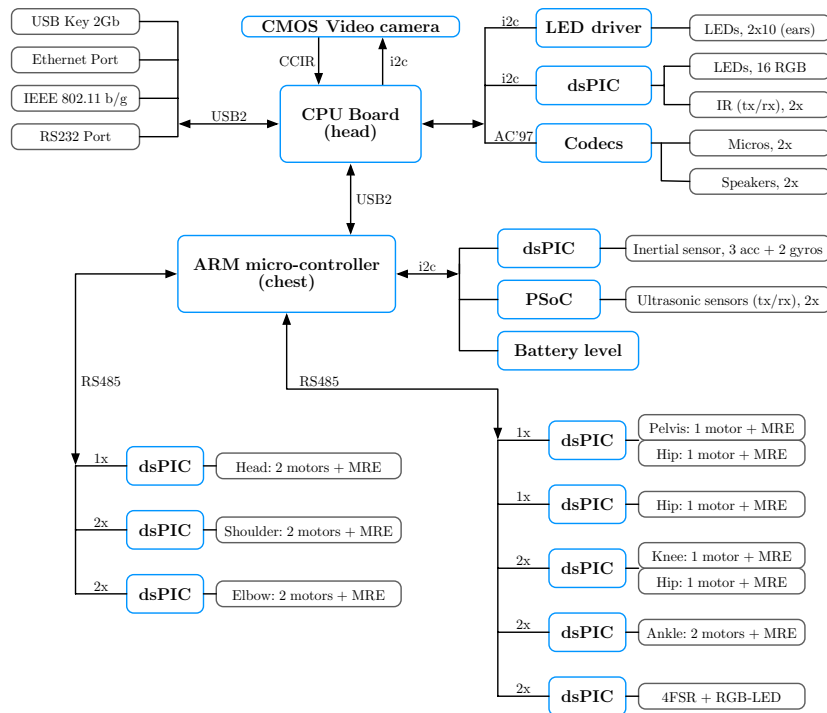 USB Key 2Gb
Ethernet Port
IEEE 802.11 b/g
RS232 Port
USB2
CMOS Video camera
CCIR
i2c
CPU Board
(head)
i2c
LED driver
LEDs, 2x10 (ears)
i2c
dsPIC
LEDs, 16 RGB
IR (tx/rx), 2x
AC'97
Codecs
Micros, 2x
Speakers, 2x
USB2
ARM micro-controller
(chest)
i2c
dsPIC
Inertial sensor, 3 acc + 2 gyros
PSoC
Ultrasonic sensors (tx/rx), 2x
Battery level
RS485
RS485
1x
dsPIC
Head: 2 motors + MRE
2x
dsPIC
Shoulder: 2 motors + MRE
2x
dsPIC
Elbow: 2 motors + MRE
1x
dsPIC
Pelvis: 1 motor + MRE
Hip: 1 motor + MRE
1x
dsPIC
Hip: 1 motor + MRE
2x
dsPIC
Knee: 1 motor + MRE
Hip: 1 motor + MRE
2x
dsPIC
Ankle: 2 motors + MRE
2x
dsPIC
4FSR + RGB-LED